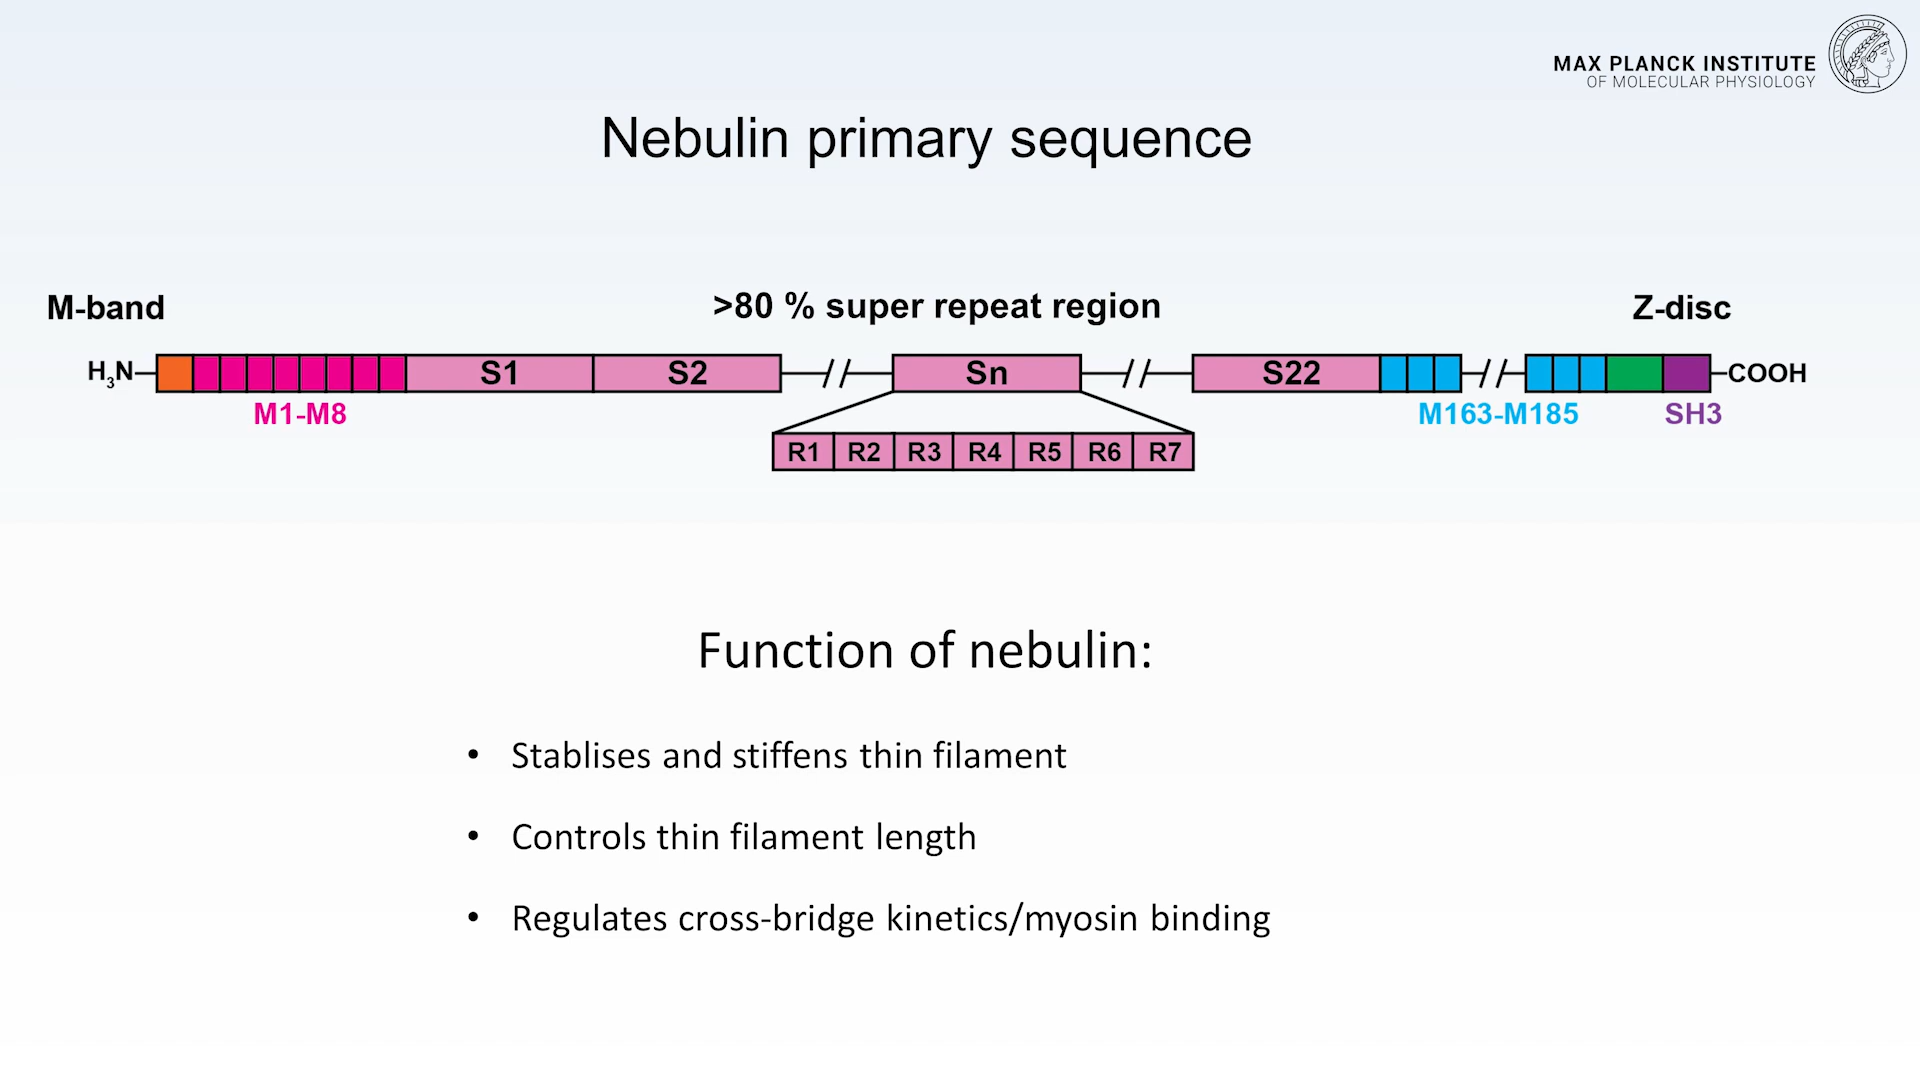 MAX PLANCK INSTITUTE
OF MOLECULAR PHYSIOLOGY
Nebulin primary sequence
M-band
>80 % super repeat region
Z-disc
H₃N
S1
S2
Sn
S22
COOH
M1-M8
M163-M185
SH3
R1 R2 R3 R4 R5 R6 R7
Function of nebulin:
• Stablises and stiffens thin filament
• Controls thin filament length
• Regulates cross-bridge kinetics/myosin binding